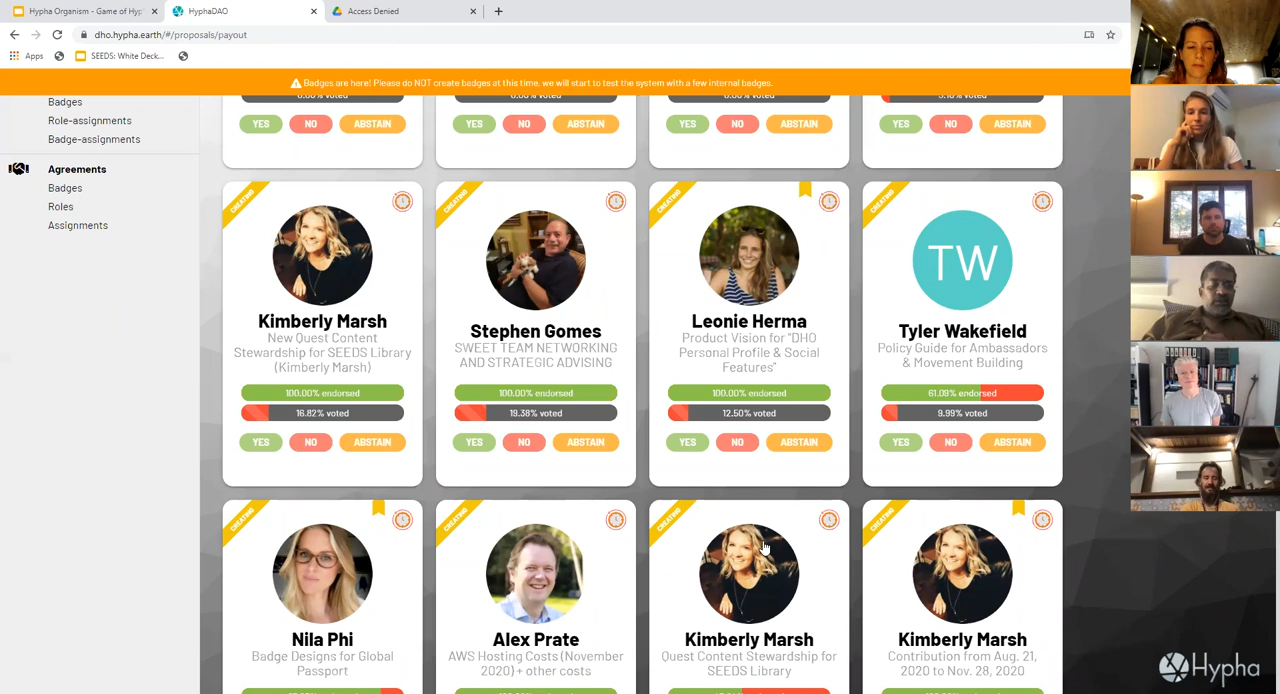 Hypha Organism - Game of Hyp
HyphaDAO
Access Denied
dho.hypha.earth/#/proposals/payout
Apps
SEEDS: White Deck...
Badges are here! Please do NOT create badges at this time, we will start to test the system with a few internal badges.
Badges
Role-assignments
Badge-assignments
Agreements
Badges
Roles
Assignments
YES NO ABSTAIN
YES NO ABSTAIN
YES NO ABSTAIN
YES NO ABSTAIN
CREATING
Kimberly Marsh
New Quest Content
Stewardship for SEEDS Library
(Kimberly Marsh)
100.00% endorsed
16.82% voted
YES NO ABSTAIN
CREATING
Stephen Gomes
SWEET TEAM NETWORKING
AND STRATEGIC ADVISING
100.00% endorsed
19.38% voted
YES NO ABSTAIN
CREATING
Leonie Herma
Product Vision for "DHO
Personal Profile & Social
Features"
100.00% endorsed
12.50% voted
YES NO ABSTAIN
CREATING
TW
Tyler Wakefield
Policy Guide for Ambassadors
& Movement Building
61.09% endorsed
9.99% voted
YES NO ABSTAIN
CREATING
Nila Phi
Badge Designs for Global
Passport
CREATING
Alex Prate
AWS Hosting Costs (November
2020) + other costs
CREATING
Kimberly Marsh
Quest Content Stewardship for
SEEDS Library
CREATING
Kimberly Marsh
Contribution from Aug. 21,
2020 to Nov. 28, 2020
Hypha